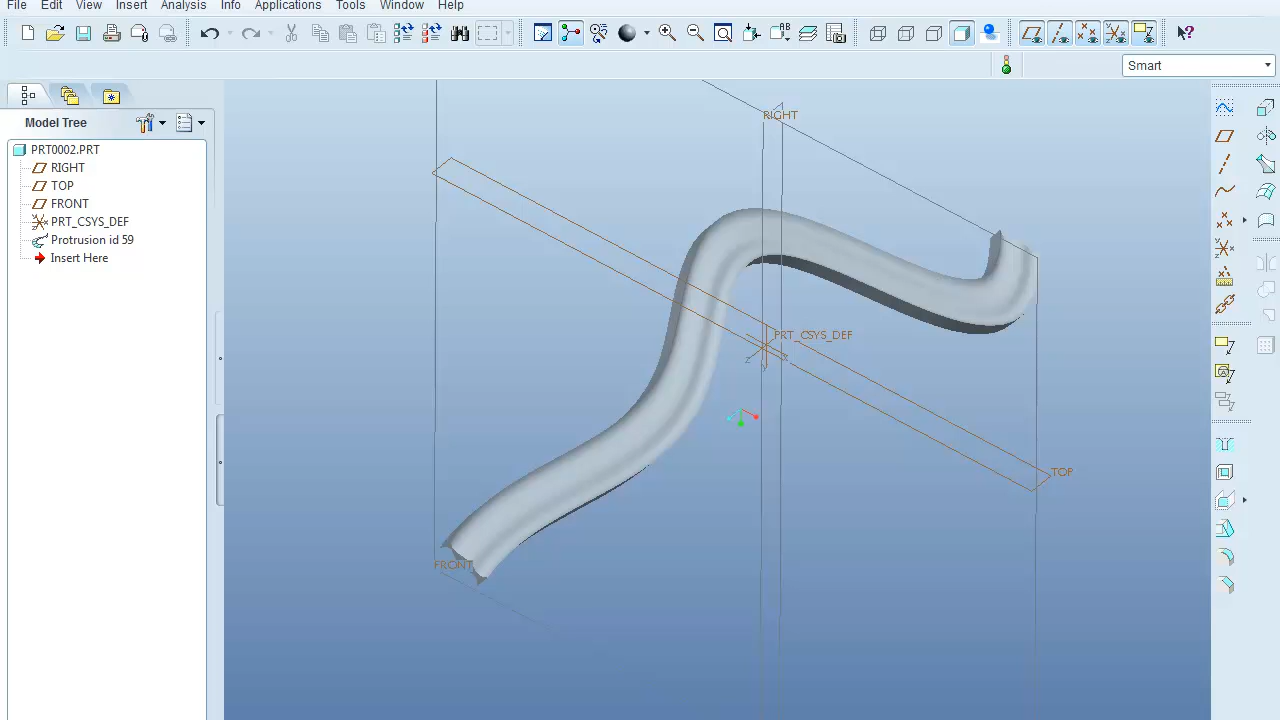 File Edit View Insert Analysis Info Applications Tools Window Help
Smart
Model Tree
PRT0002.PRT
RIGHT
TOP
FRONT
PRT_CSYS_DEF
Protrusion id 59
Insert Here
RIGHT
PRT_CSYS_DEF
Z
TOP
FRONT